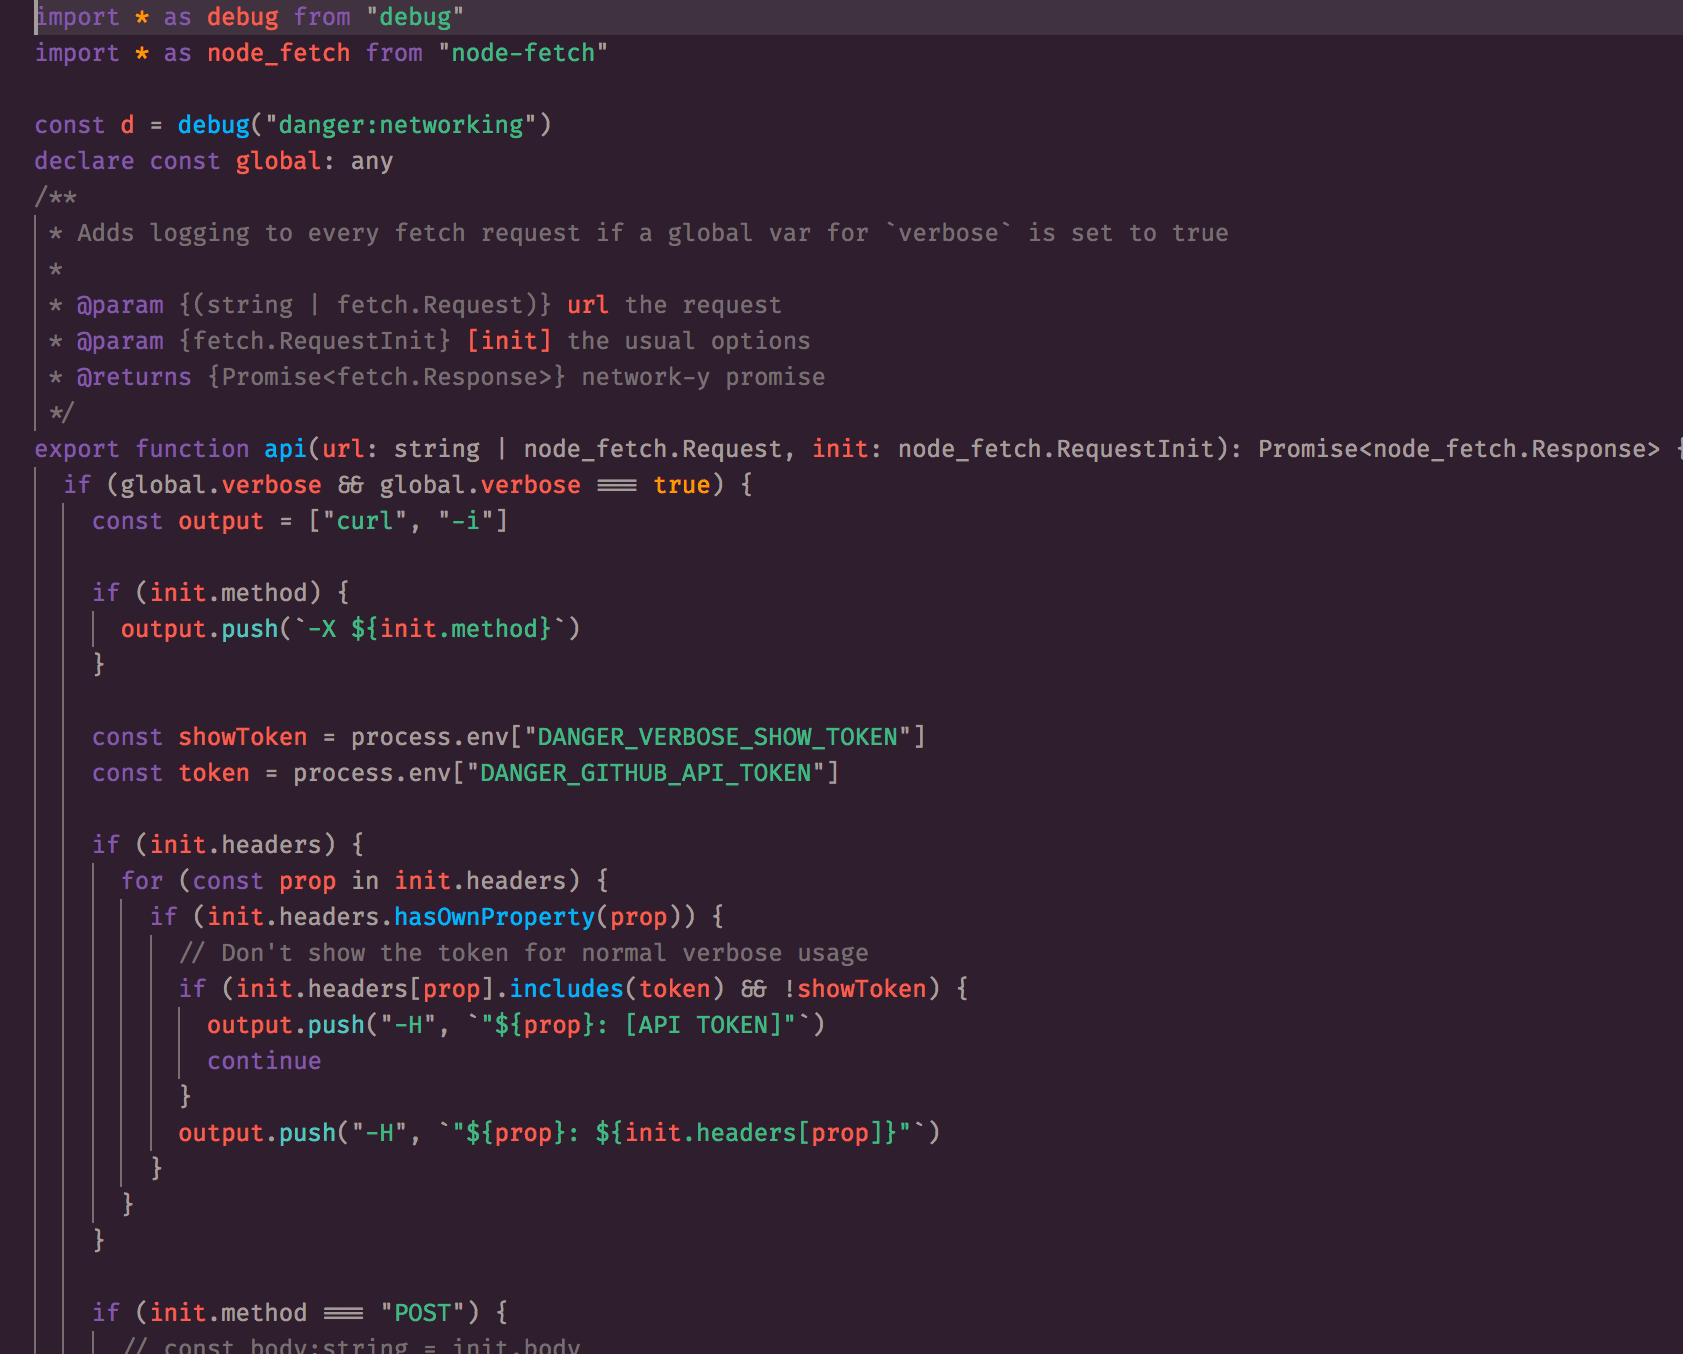 import * as debug from "debug"
import * as node_fetch from "node-fetch"
const d = debug("danger:networking")
declare const global: any
/**
* Adds logging to every fetch request if a global var for `verbose` is set to true
*
* @param {(string | fetch.Request)} url the request
* @param {fetch.RequestInit} [init] the usual options
* @returns {Promise<fetch.Response>} network-y promise
*/
export function api(url: string | node_fetch.Request, init: node_fetch.RequestInit): Promise<node_fetch.Response> {
if (global.verbose && global.verbose === true) {
const output = ["curl", "-i"]
if (init.method) {
output.push(`-X ${init.method}`)
}
const showToken = process.env["DANGER_VERBOSE_SHOW_TOKEN"]
const token = process.env["DANGER_GITHUB_API_TOKEN"]
if (init.headers) {
for (const prop in init.headers) {
if (init.headers.hasOwnProperty(prop)) {
// Don't show the token for normal verbose usage
if (init.headers[prop].includes(token) && !showToken) {
output.push("-H", `"${prop}: [API TOKEN]"`)
continue
}
output.push("-H", `"${prop}: ${init.headers[prop]}"`)
}
}
}
if (init.method === "POST") {
// const body:string = init.body